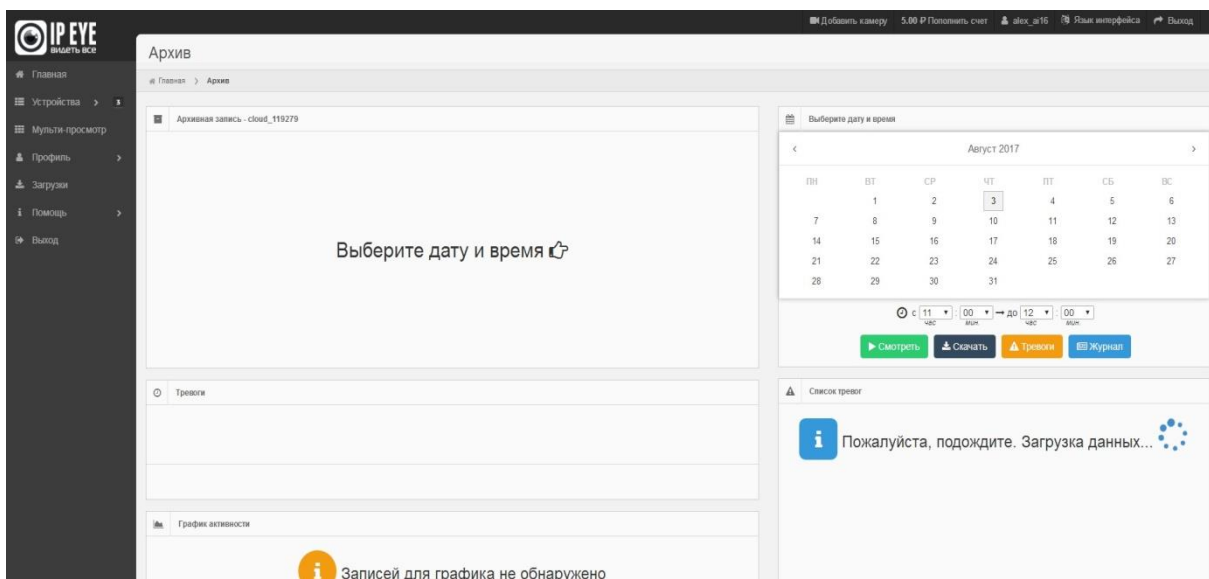 IP EYE
видеть все
Добавить камеру 5.00 ₽ Пополнить счет alex_ai16 Язык интерфейса Выход
Главная
Устройства 3
Мульти-просмотр
Профиль
Загрузки
Помощь
Выход
Архив
Главная > Архив
Архивная запись - cloud_119279
Выберите дату и время
Тревоги
График активности
Записей для графика не обнаружено
Выберите дату и время
Август 2017
ПН ВТ СР ЧТ ПТ СБ ВС
1 2 3 4 5 6
7 8 9 10 11 12 13
14 15 16 17 18 19 20
21 22 23 24 25 26 27
28 29 30 31
с 11 : 00 → до 12 : 00
час мин час мин
Смотреть Скачать Тревоги Журнал
Список тревог
Пожалуйста, подождите. Загрузка данных...